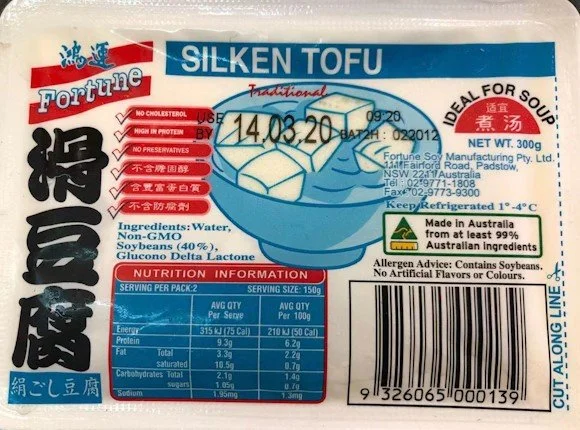 鴻運
Fortune
SILKEN TOFU
Traditional
滑豆腐
絹ごし豆腐
NO CHOLESTEROL
HIGH IN PROTEIN
NO PRESERVATIVES
不含膽固醇
含豐富蛋白質
不含防腐劑
USE
BY
14.03.20
09:20
BATCH: 022012
IDEAL FOR SOUP
适宜
煮汤
NET WT. 300g
Fortune Soy Manufacturing Pty. Ltd.
111 Fairford Road, Padstow,
NSW 2211 Australia
Tel : 02-9771-1808
Fax: 02-9773-9300
Keep Refrigerated 1°-4°C
Made in Australia
from at least 99%
Australian ingredients
Allergen Advice: Contains Soybeans.
No Artificial Flavors or Colours.
Ingredients: Water,
Non-GMO
Soybeans (40%),
Glucono Delta Lactone
NUTRITION INFORMATION
SERVING PER PACK:2 SERVING SIZE: 150g
AVG QTY Per Serve AVG QTY Per 100g
Energy 315 kJ (75 Cal) 210 kJ (50 Cal)
Protein 9.3g 6.2g
Fat Total 3.3g 2.2g
saturated 0.7g
Carbohydrates Total 2.1g 1.4g
sugars 1.05g 0.7g
Sodium 1.95mg 1.3mg
9 326065 000139
CUT ALONG LINE